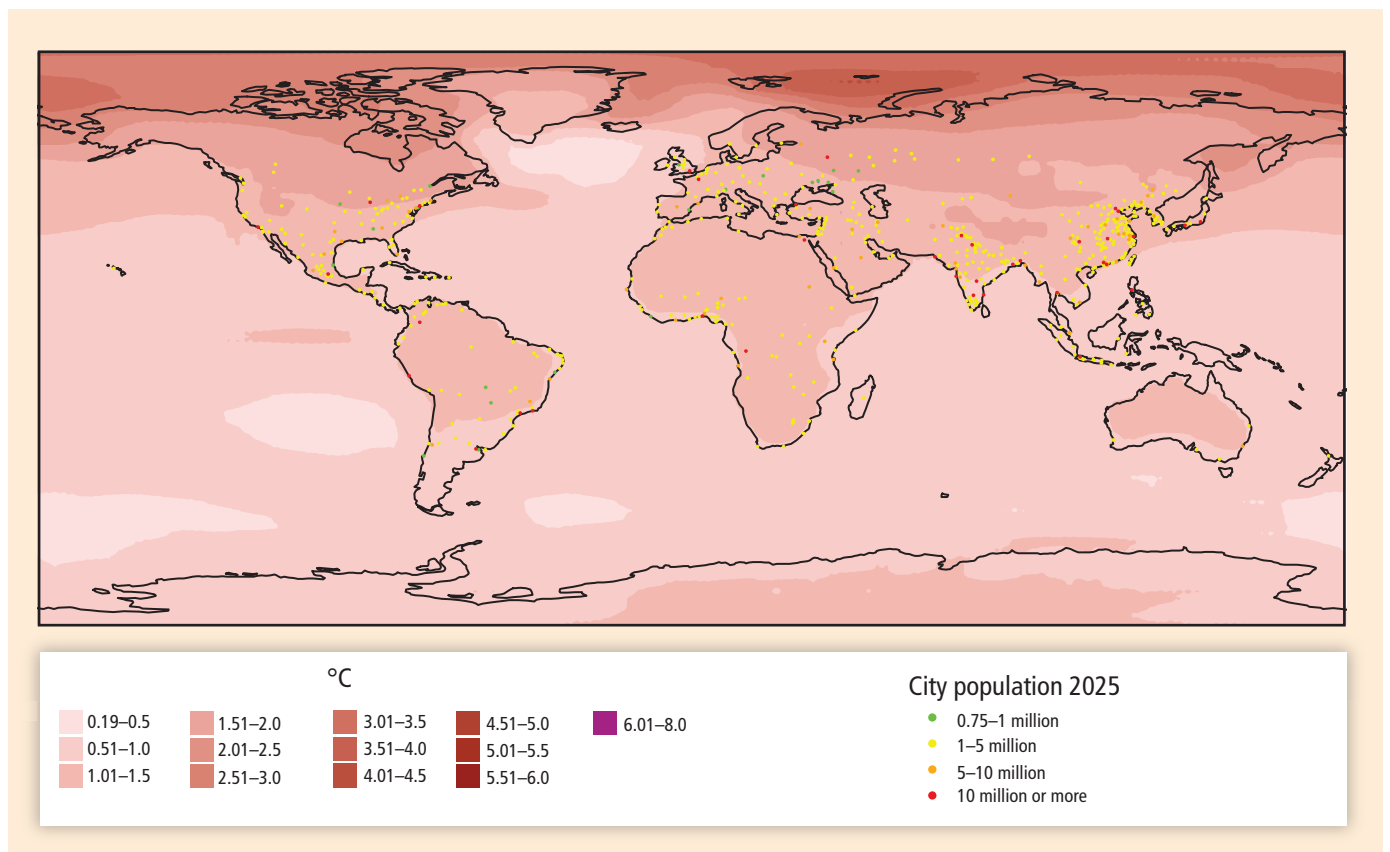 °C
0.19–0.5
0.51–1.0
1.01–1.5
1.51–2.0
2.01–2.5
2.51–3.0
3.01–3.5
3.51–4.0
4.01–4.5
4.51–5.0
5.01–5.5
5.51–6.0
6.01–8.0
City population 2025
0.75–1 million
1–5 million
5–10 million
10 million or more